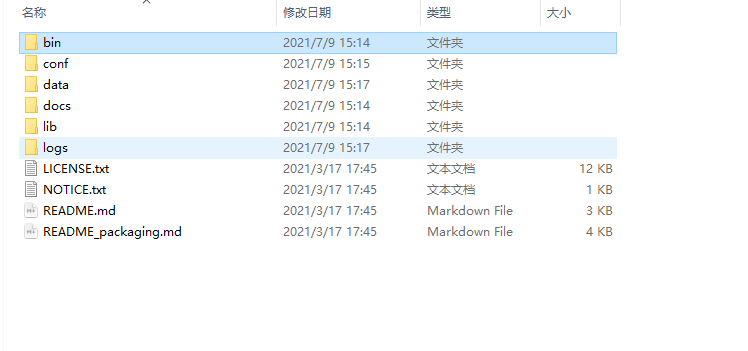 名称 修改日期 类型 大小
bin 2021/7/9 15:14 文件夹
conf 2021/7/9 15:15 文件夹
data 2021/7/9 15:17 文件夹
docs 2021/7/9 15:14 文件夹
lib 2021/7/9 15:14 文件夹
logs 2021/7/9 15:17 文件夹
LICENSE.txt 2021/3/17 17:45 文本文档 12 KB
NOTICE.txt 2021/3/17 17:45 文本文档 1 KB
README.md 2021/3/17 17:45 Markdown File 3 KB
README_packaging.md 2021/3/17 17:45 Markdown File 4 KB